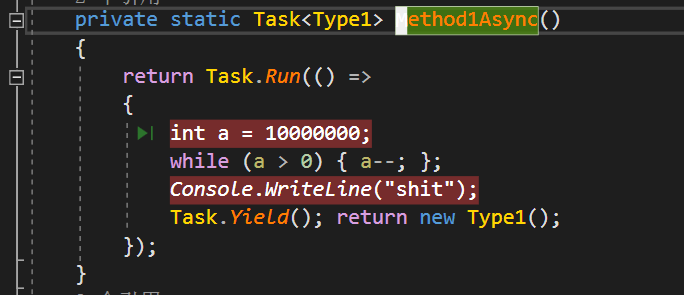 private static Task<Type1> Method1Async()
{
return Task.Run(() =>
{
int a = 10000000;
while (a > 0) { a--; };
Console.WriteLine("shit");
Task.Yield(); return new Type1();
});
}